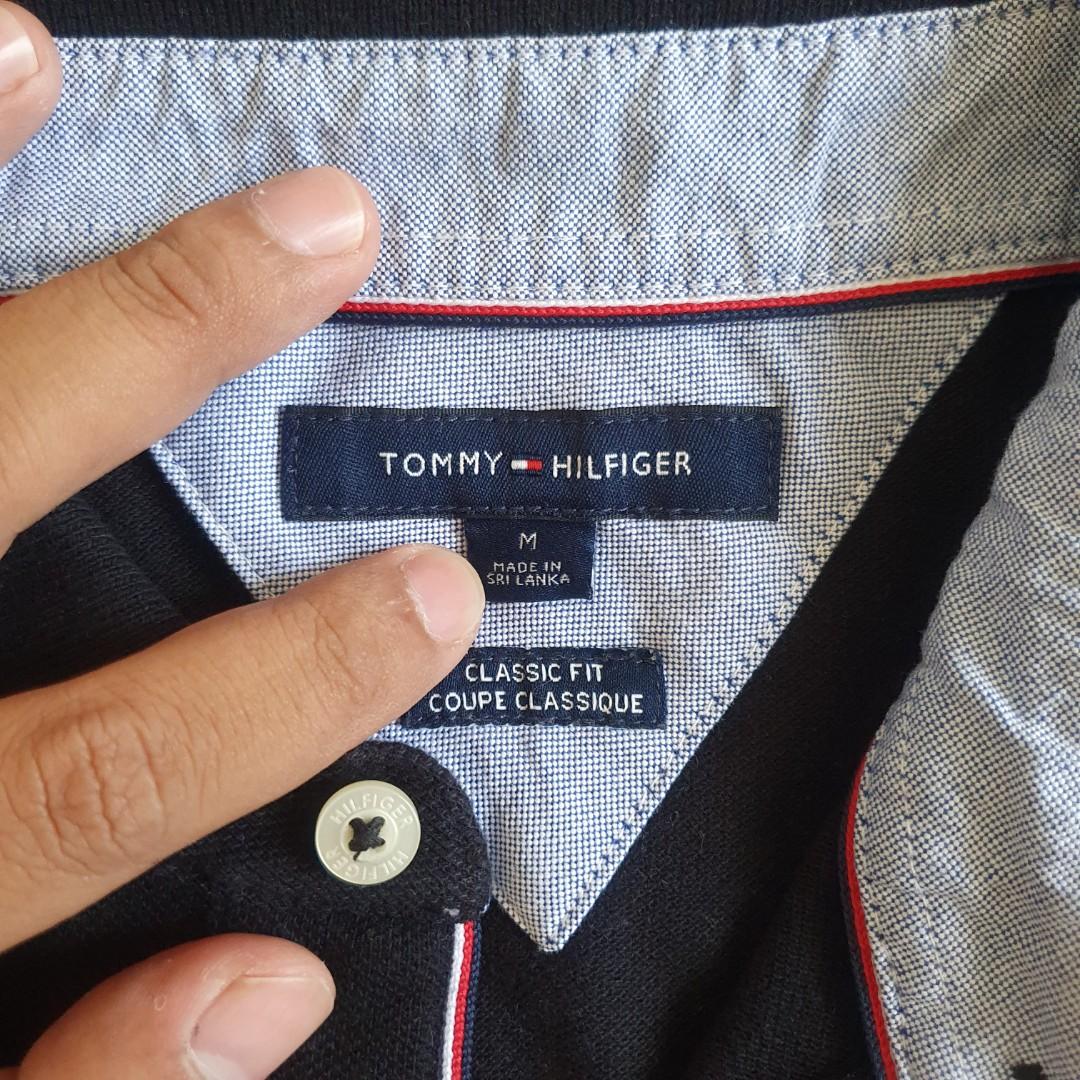 TOMMY HILFIGER
M
MADE IN
SRI LANKA
CLASSIC FIT
COUPE CLASSIQUE
HILFIGER
HILFIGER